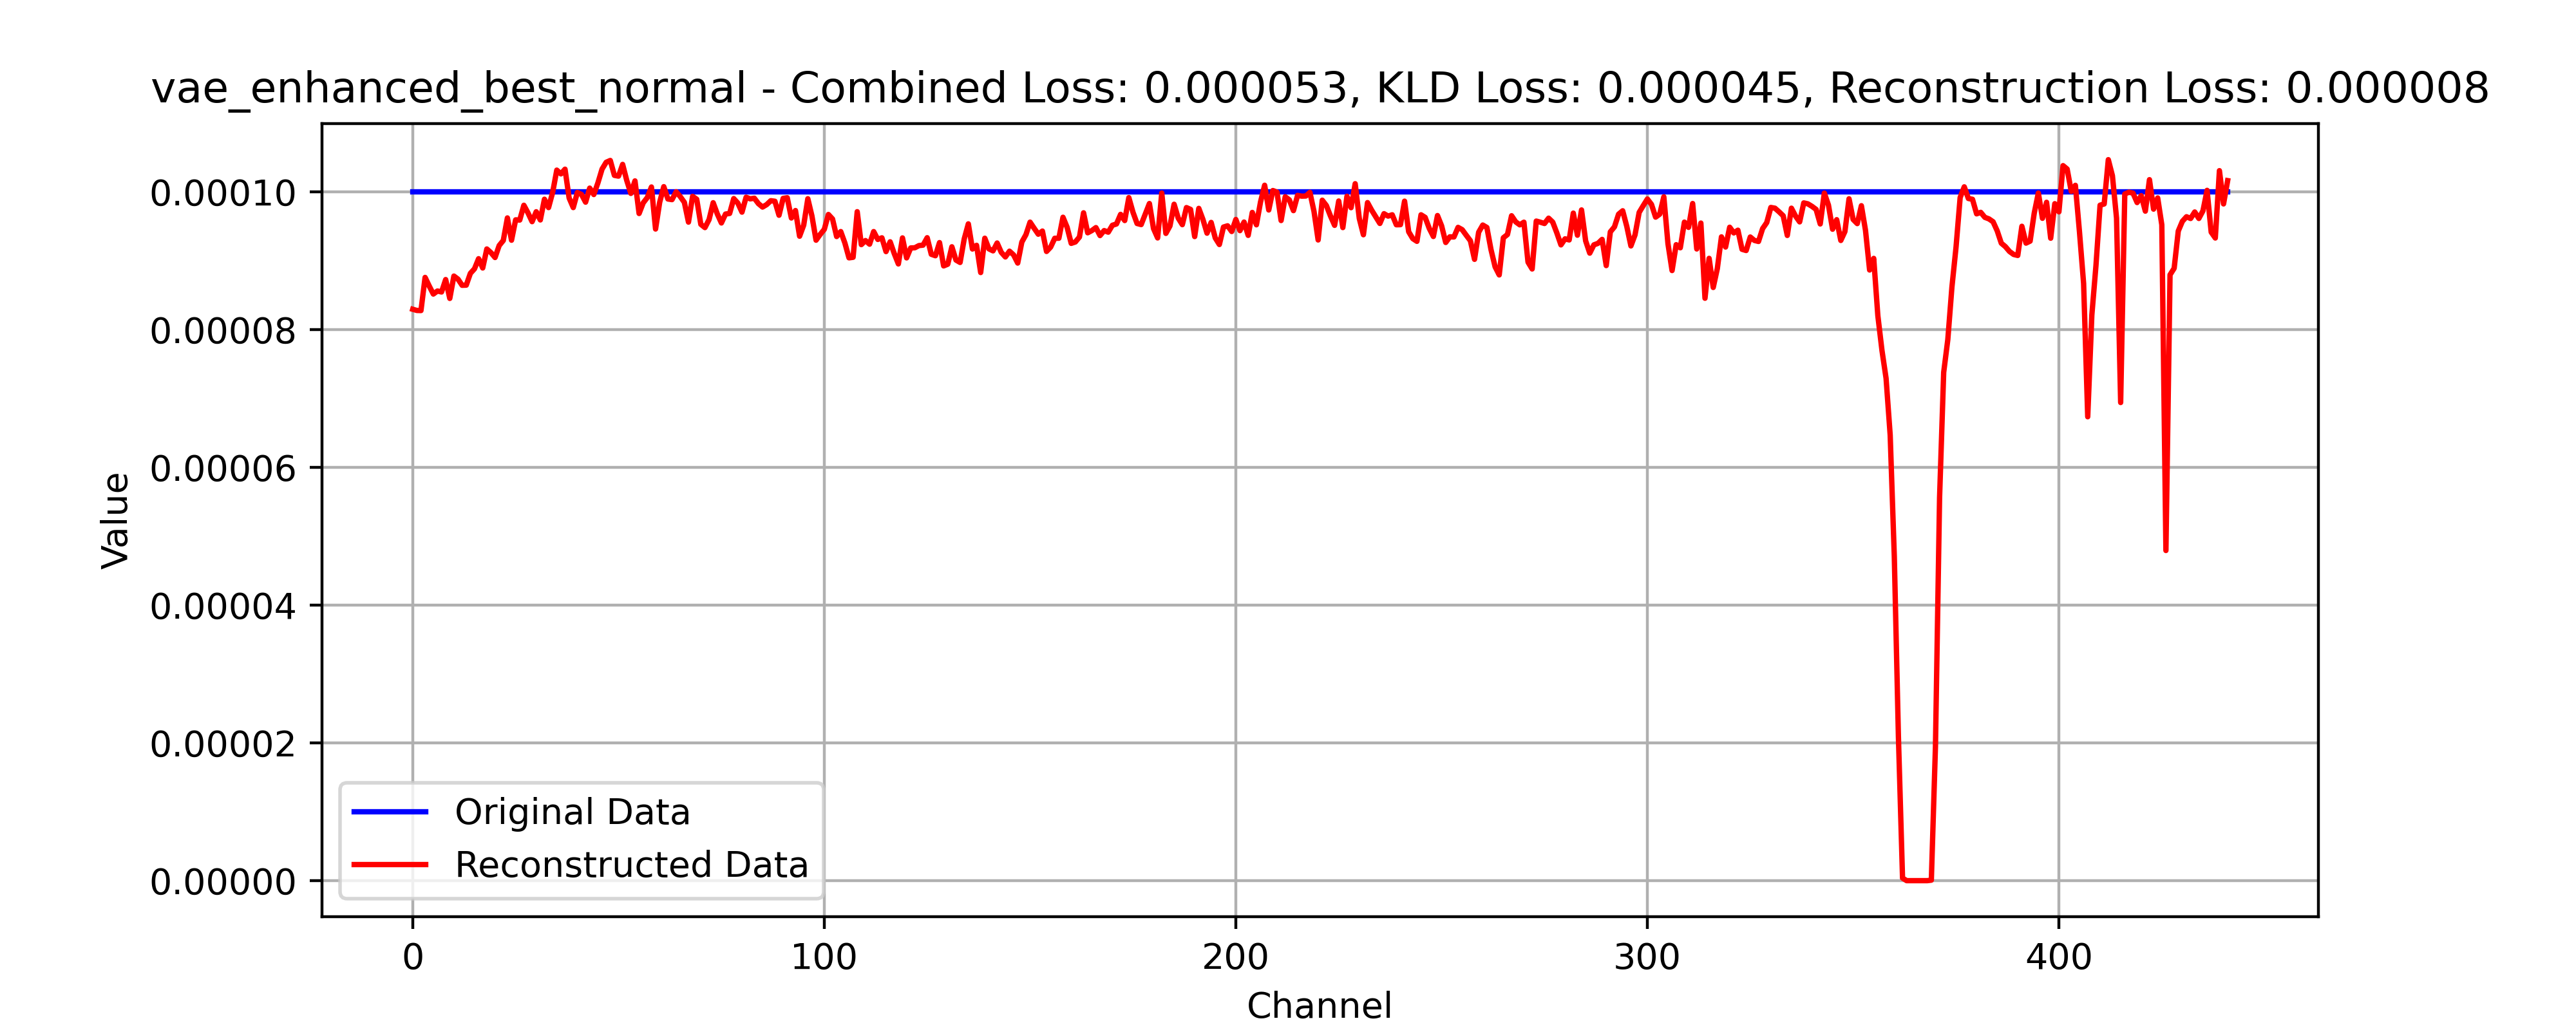 vae_enhanced_best_normal - Combined Loss: 0.000053, KLD Loss: 0.000045, Reconstruction Loss: 0.000008
0.00010
0.00008
0.00006
0.00004
0.00002
0.00000
Value
Original Data
Reconstructed Data
0 100 200 300 400
Channel